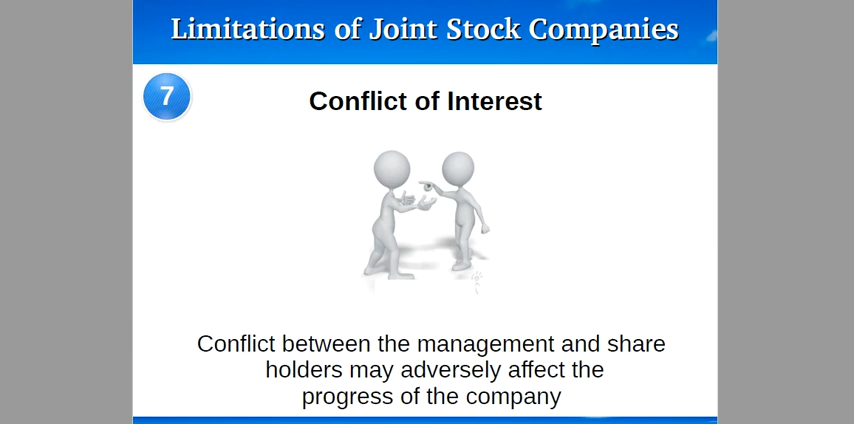 Limitations of Joint Stock Companies
7
Conflict of Interest
Conflict between the management and share
holders may adversely affect the
progress of the company